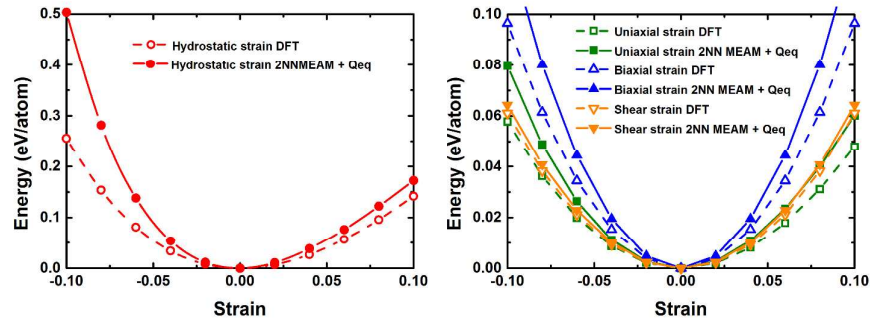 0.5
0.4
0.3
0.2
0.1
0.0
Energy (eV/atom)
-0.10
-0.05
0.00
0.05
0.10
Strain
Hydrostatic strain DFT
Hydrostatic strain 2NNMEAM + Qeq
0.10
0.08
0.06
0.04
0.02
0.00
Energy (eV/atom)
-0.10
-0.05
0.00
0.05
0.10
Strain
Uniaxial strain DFT
Uniaxial strain 2NN MEAM + Qeq
Biaxial strain DFT
Biaxial strain 2NN MEAM + Qeq
Shear strain DFT
Shear strain 2NN MEAM + Qeq